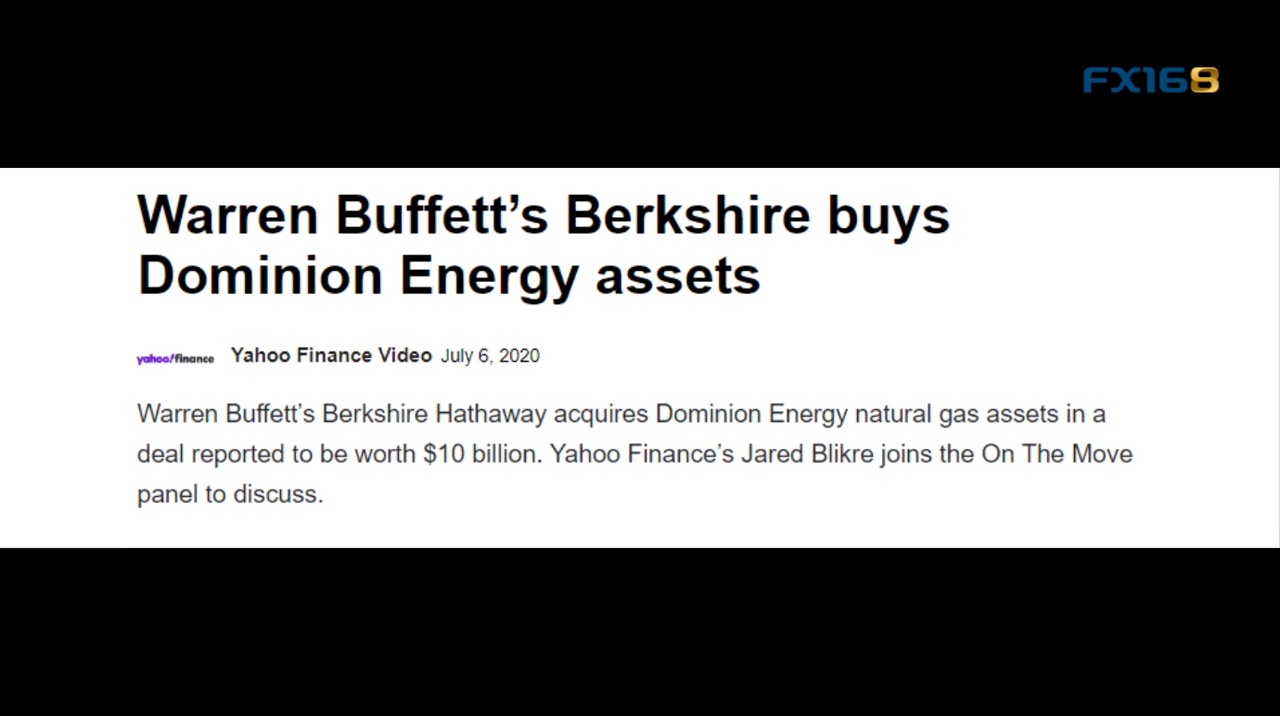 FX168
Warren Buffett’s Berkshire buys
Dominion Energy assets
yahoo!finance Yahoo Finance Video July 6, 2020
Warren Buffett’s Berkshire Hathaway acquires Dominion Energy natural gas assets in a
deal reported to be worth $10 billion. Yahoo Finance’s Jared Blikre joins the On The Move
panel to discuss.